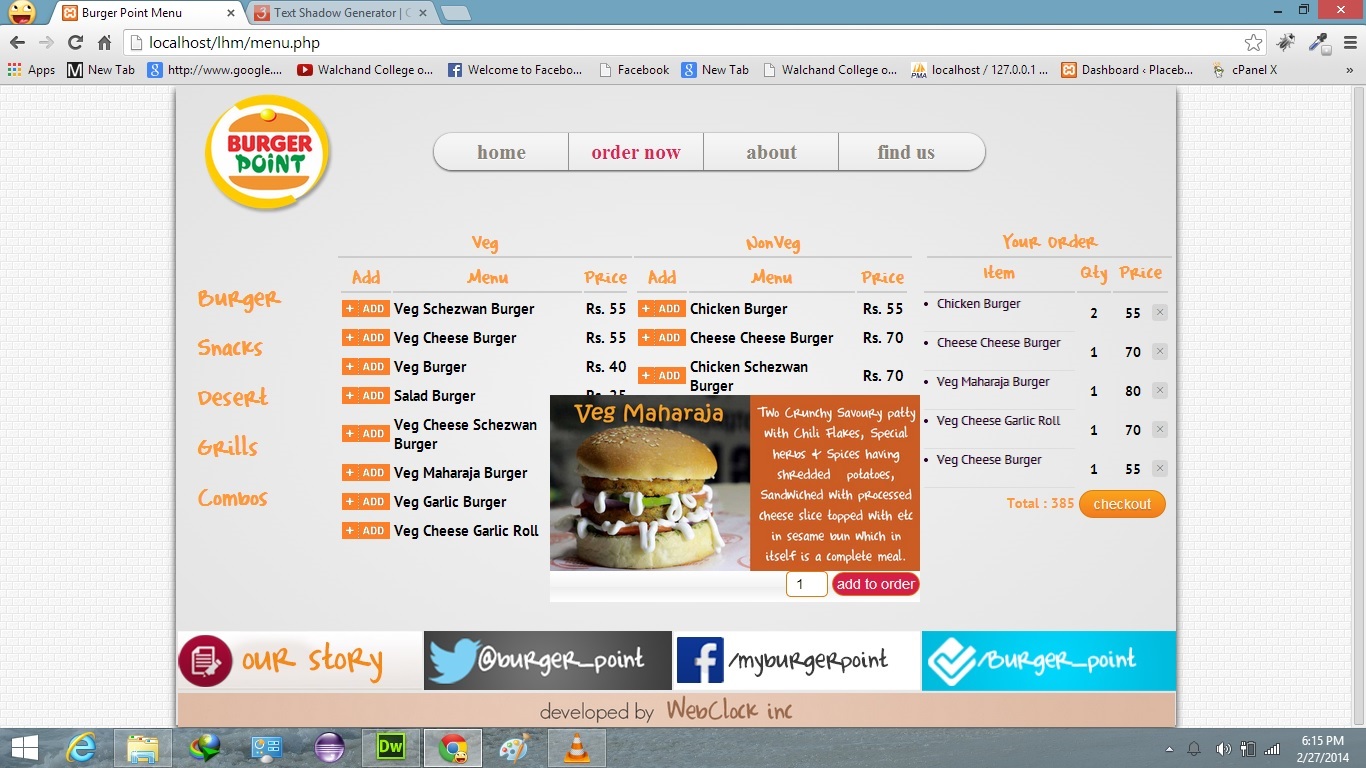 Burger Point Menu
Text Shadow Generator | C
localhost/lhm/menu.php
Apps
New Tab
http://www.google....
Walchand College o...
Welcome to Facebo...
Facebook
New Tab
Walchand College o...
localhost / 127.0.0.1 ...
Dashboard ‹ Placeb...
cPanel X
»
BURGER
POINT
home
order now
about
find us
Burger
Snacks
Desert
Grills
Combos
Veg
Add Menu Price
+ ADD Veg Schezwan Burger Rs. 55
+ ADD Veg Cheese Burger Rs. 55
+ ADD Veg Burger Rs. 40
+ ADD Salad Burger
+ ADD Veg Cheese Schezwan
Burger
+ ADD Veg Maharaja Burger
+ ADD Veg Garlic Burger
+ ADD Veg Cheese Garlic Roll
NonVeg
Add Menu Price
+ ADD Chicken Burger Rs. 55
+ ADD Cheese Cheese Burger Rs. 70
+ ADD Chicken Schezwan
Burger Rs. 70
Veg Maharaja
Two Crunchy Savoury patty
with Chili Flakes, Special
herbs & Spices having
shredded potatoes,
Sandwiched with processed
cheese slice topped with etc
in sesame bun which in
itself is a complete meal.
1 add to order
Your Order
Item Qty Price
• Chicken Burger 2 55 ×
• Cheese Cheese Burger 1 70 ×
• Veg Maharaja Burger 1 80 ×
• Veg Cheese Garlic Roll 1 70 ×
• Veg Cheese Burger 1 55 ×
Total : 385 checkout
our story
@burger_point
/myburgerpoint
/Burger_point
developed by WebClock inc
Dw
6:15 PM
2/27/2014